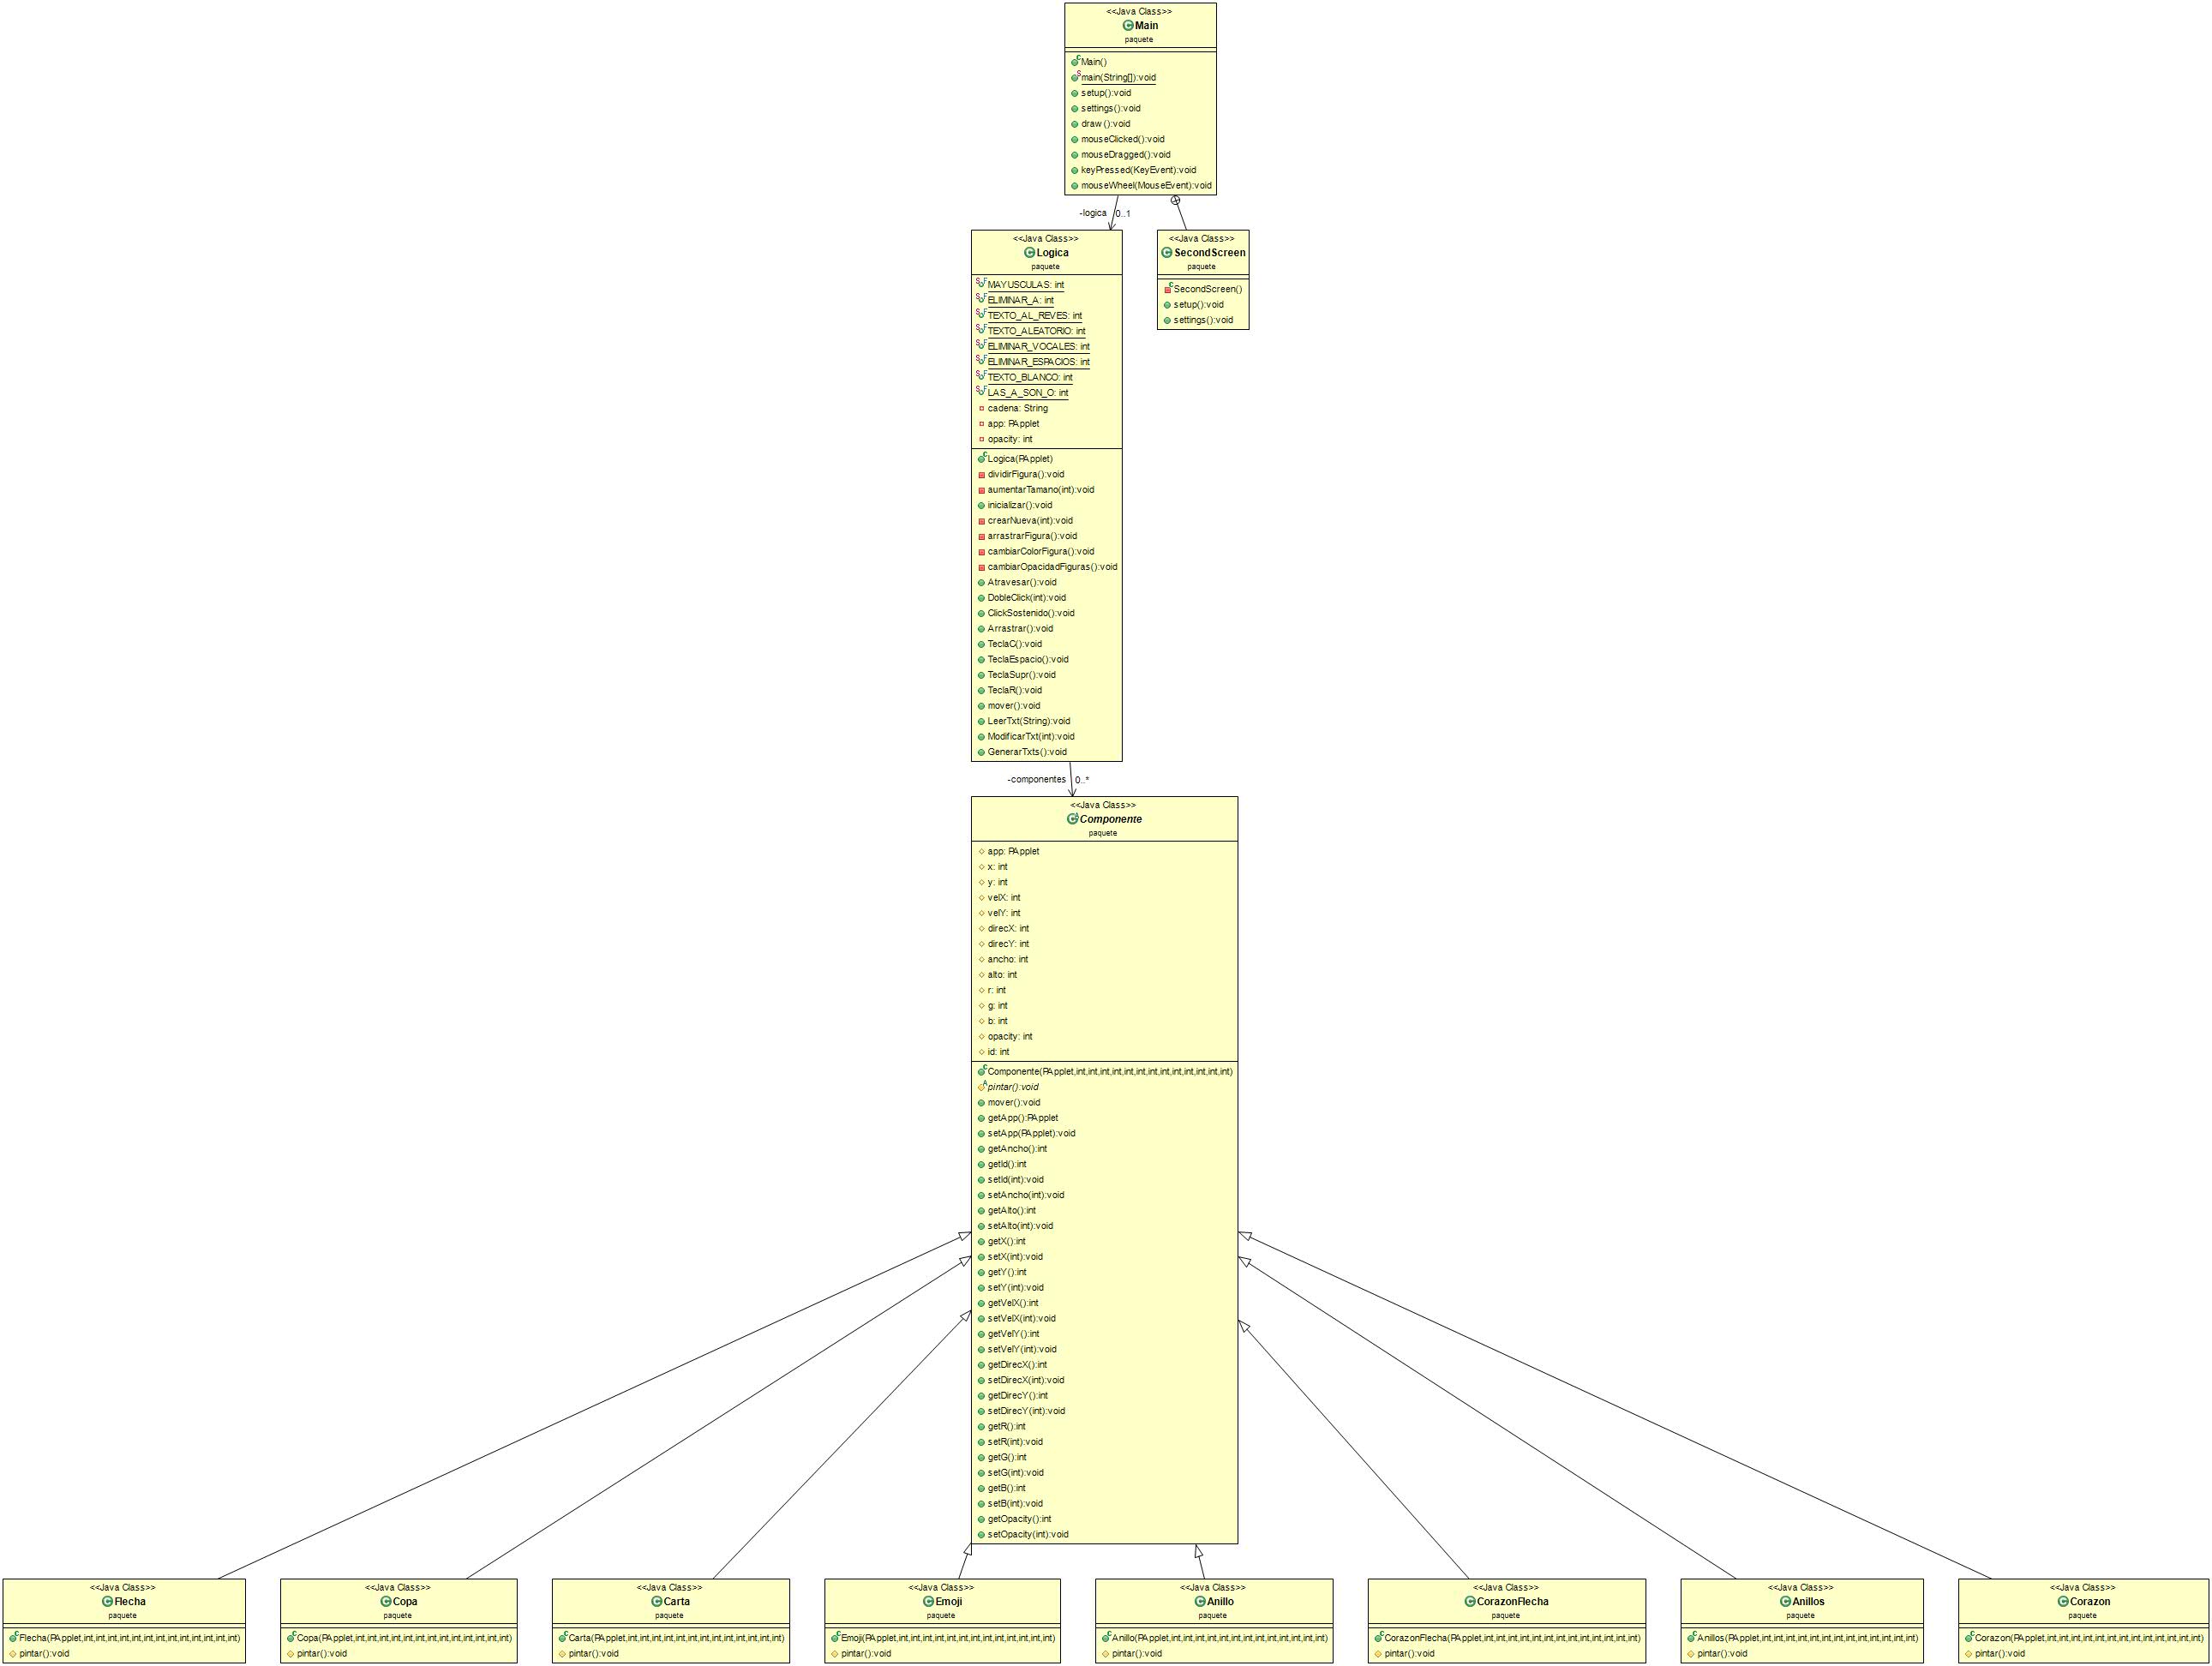 <<Java Class>>
Main
paquete
Main()
main(String[]):void
setup():void
settings():void
draw():void
mouseClicked():void
mouseDragged():void
keyPressed(KeyEvent):void
mouseWheel(MouseEvent):void
-logica 0..1
<<Java Class>>
Logica
paquete
MAYUSCULAS: int
ELIMINAR_A: int
TEXTO_AL_REVES: int
TEXTO_ALEATORIO: int
ELIMINAR_VOCALES: int
ELIMINAR_ESPACIOS: int
TEXTO_BLANCO: int
LAS_A_SON_O: int
cadena: String
app: PApplet
opacity: int
Logica(PApplet)
dividirFigura():void
aumentarTamano(int):void
inicializar():void
crearNueva(int):void
arrastrarFigura():void
cambiarColorFigura():void
cambiarOpacidadFiguras():void
Atravesar():void
DobleClick(int):void
ClickSostenido():void
Arrastrar():void
TeclaC():void
TeclaEspacio():void
TeclaSupr():void
TeclaR():void
mover():void
LeerTxt(String):void
ModificarTxt(int):void
GenerarTxts():void
<<Java Class>>
SecondScreen
paquete
SecondScreen()
setup():void
settings():void
-componentes 0..*
<<Java Class>>
Componente
paquete
app: PApplet
x: int
y: int
velX: int
velY: int
direcX: int
direcY: int
ancho: int
alto: int
r: int
g: int
b: int
opacity: int
id: int
Componente(PApplet,int,int,int,int,int,int,int,int,int,int,int,int,int)
pintar():void
mover():void
getApp():PApplet
setApp(PApplet):void
getAncho():int
getId():int
setId(int):void
setAncho(int):void
getAlto():int
setAlto(int):void
getX():int
setX(int):void
getY():int
setY(int):void
getVelX():int
setVelX(int):void
getVelY():int
setVelY(int):void
getDirecX():int
setDirecX(int):void
getDirecY():int
setDirecY(int):void
getR():int
setR(int):void
getG():int
setG(int):void
getB():int
setB(int):void
getOpacity():int
setOpacity(int):void
<<Java Class>>
Flecha
paquete
Flecha(PApplet,int,int,int,int,int,int,int,int,int,int,int,int,int)
pintar():void
<<Java Class>>
Copa
paquete
Copa(PApplet,int,int,int,int,int,int,int,int,int,int,int,int,int)
pintar():void
<<Java Class>>
Carta
paquete
Carta(PApplet,int,int,int,int,int,int,int,int,int,int,int,int,int)
pintar():void
<<Java Class>>
Emoji
paquete
Emoji(PApplet,int,int,int,int,int,int,int,int,int,int,int,int,int)
pintar():void
<<Java Class>>
Anillo
paquete
Anillo(PApplet,int,int,int,int,int,int,int,int,int,int,int,int,int)
pintar():void
<<Java Class>>
CorazonFlecha
paquete
CorazonFlecha(PApplet,int,int,int,int,int,int,int,int,int,int,int,int,int)
pintar():void
<<Java Class>>
Anillos
paquete
Anillos(PApplet,int,int,int,int,int,int,int,int,int,int,int,int,int)
pintar():void
<<Java Class>>
Corazon
paquete
Corazon(PApplet,int,int,int,int,int,int,int,int,int,int,int,int,int)
pintar():void